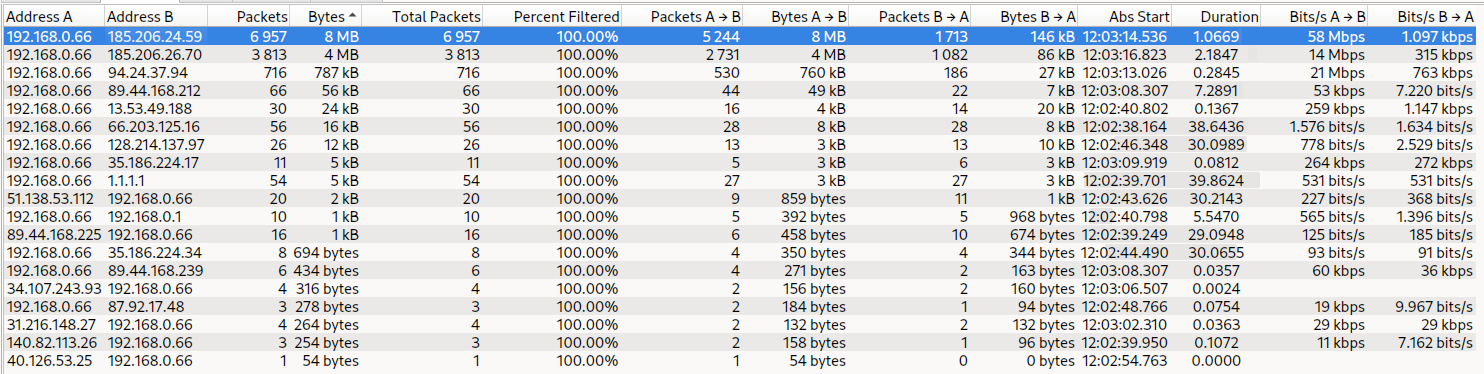 Address A Address B Packets Bytes Total Packets Percent Filtered Packets A → B Bytes A → B Packets B → A Bytes B → A Abs Start Duration Bits/s A → B Bits/s B → A
192.168.0.66 185.206.24.59 6 957 8 MB 6 957 100.00% 5 244 8 MB 1 713 146 kB 12:03:14.536 1.0669 58 Mbps 1.097 kbps
192.168.0.66 185.206.26.70 3 813 4 MB 3 813 100.00% 2 731 4 MB 1 082 86 kB 12:03:16.823 2.1847 14 Mbps 315 kbps
192.168.0.66 94.24.37.94 716 787 kB 716 100.00% 530 760 kB 186 27 kB 12:03:13.026 0.2845 21 Mbps 763 kbps
192.168.0.66 89.44.168.212 66 56 kB 66 100.00% 44 49 kB 22 7 kB 12:03:08.307 7.2891 53 kbps 7.220 bits/s
192.168.0.66 13.53.49.188 30 24 kB 30 100.00% 16 4 kB 14 20 kB 12:02:40.802 0.1367 259 kbps 1.147 kbps
192.168.0.66 66.203.125.16 56 16 kB 56 100.00% 28 8 kB 28 8 kB 12:02:38.164 38.6436 1.576 bits/s 1.634 bits/s
192.168.0.66 128.214.137.97 26 12 kB 26 100.00% 13 3 kB 13 10 kB 12:02:46.348 30.0989 778 bits/s 2.529 bits/s
192.168.0.66 35.186.224.17 11 5 kB 11 100.00% 5 3 kB 6 3 kB 12:03:09.919 0.0812 264 kbps 272 kbps
192.168.0.66 1.1.1.1 54 5 kB 54 100.00% 27 3 kB 27 3 kB 12:02:39.701 39.8624 531 bits/s 531 bits/s
51.138.53.112 192.168.0.66 20 2 kB 20 100.00% 9 859 bytes 11 1 kB 12:02:43.626 30.2143 227 bits/s 368 bits/s
192.168.0.66 192.168.0.1 10 1 kB 10 100.00% 5 392 bytes 5 968 bytes 12:02:40.798 5.5470 565 bits/s 1.396 bits/s
89.44.168.225 192.168.0.66 16 1 kB 16 100.00% 6 458 bytes 10 674 bytes 12:02:39.249 29.0948 125 bits/s 185 bits/s
192.168.0.66 35.186.224.34 8 694 bytes 8 100.00% 4 350 bytes 4 344 bytes 12:02:44.490 30.0655 93 bits/s 91 bits/s
192.168.0.66 89.44.168.239 6 434 bytes 6 100.00% 4 271 bytes 2 163 bytes 12:03:08.307 0.0357 60 kbps 36 kbps
34.107.243.93 192.168.0.66 4 316 bytes 4 100.00% 2 156 bytes 2 160 bytes 12:03:06.507 0.0024
192.168.0.66 87.92.17.48 3 278 bytes 3 100.00% 2 184 bytes 1 94 bytes 12:02:48.766 0.0754 19 kbps 9.967 bits/s
31.216.148.27 192.168.0.66 4 264 bytes 4 100.00% 2 132 bytes 2 132 bytes 12:03:02.310 0.0363 29 kbps 29 kbps
140.82.113.26 192.168.0.66 3 254 bytes 3 100.00% 2 158 bytes 1 96 bytes 12:02:39.950 0.1072 11 kbps 7.162 bits/s
40.126.53.25 192.168.0.66 1 54 bytes 1 100.00% 1 54 bytes 0 0 bytes 12:02:54.763 0.0000